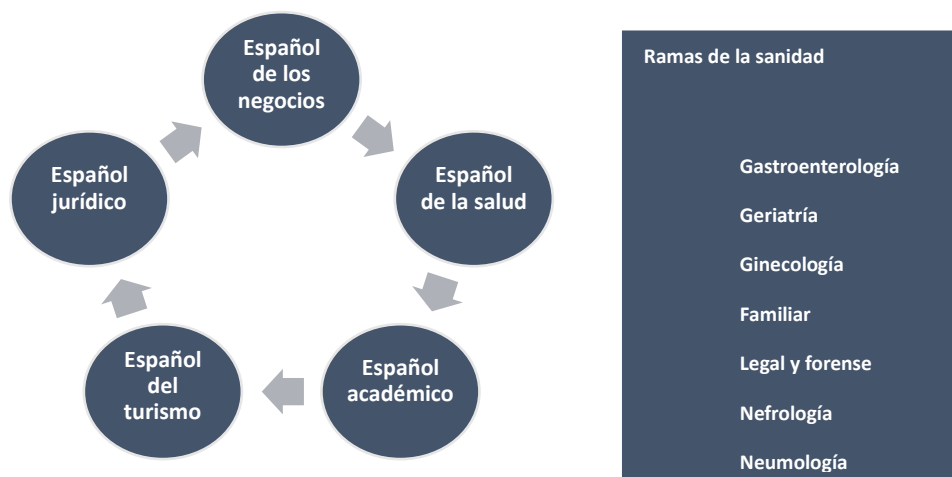 Español
de los
negocios
Español
de la salud
Español
académico
Español
del
turismo
Español
jurídico
Ramas de la sanidad
Gastroenterología
Geriatría
Ginecología
Familiar
Legal y forense
Nefrología
Neumología